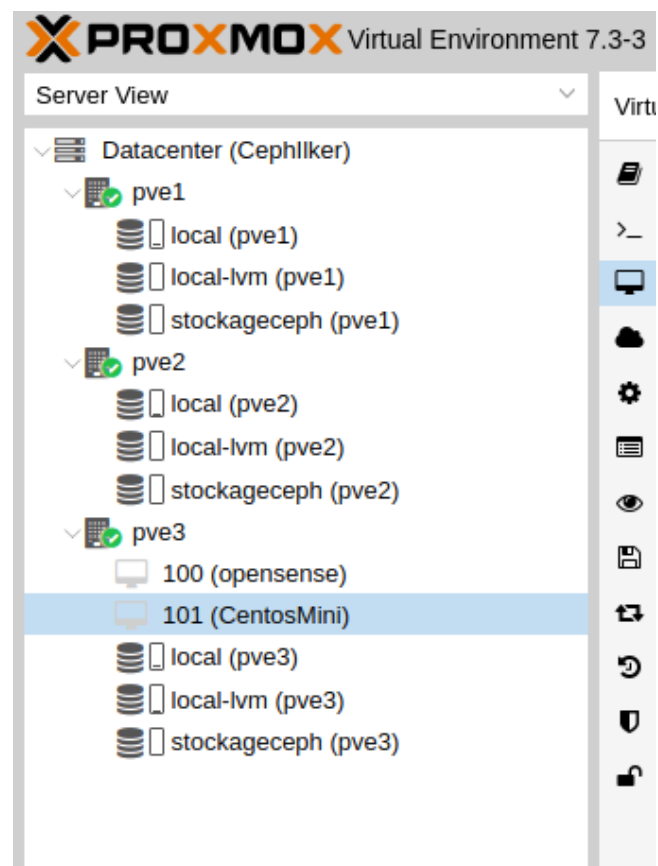 PROXMOX Virtual Environment 7.3-3
Server View
Virtu
Datacenter (CephIlker)
pve1
local (pve1)
local-lvm (pve1)
stockageceph (pve1)
pve2
local (pve2)
local-lvm (pve2)
stockageceph (pve2)
pve3
100 (opensense)
101 (CentosMini)
local (pve3)
local-lvm (pve3)
stockageceph (pve3)